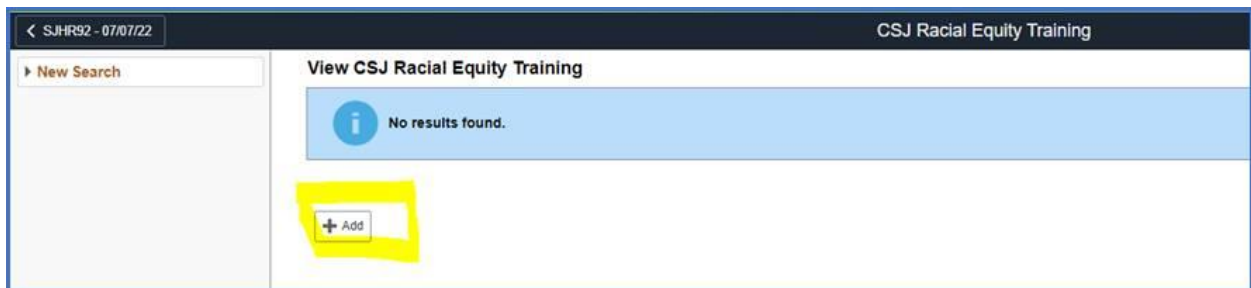 SJHR92 - 07/07/22
CSJ Racial Equity Training
New Search
View CSJ Racial Equity Training
No results found.
Add